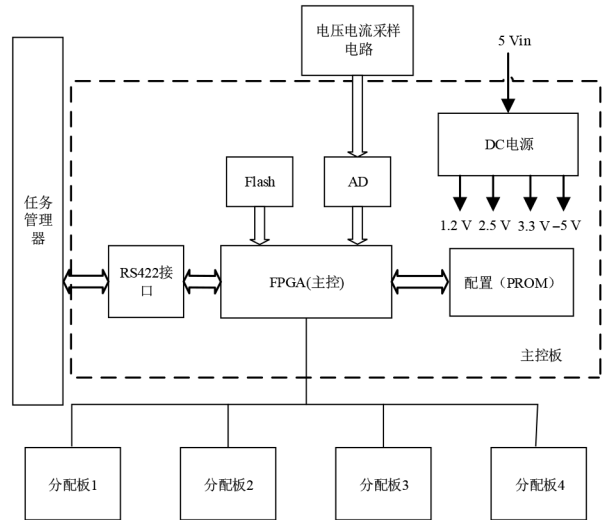 电压电流采样
电路
5 Vin
DC电源
任务
管理
器
Flash
AD
1.2 V
2.5 V
3.3 V
−5 V
RS422接
口
FPGA(主控)
配置（PROM）
主控板
分配板1
分配板2
分配板3
分配板4